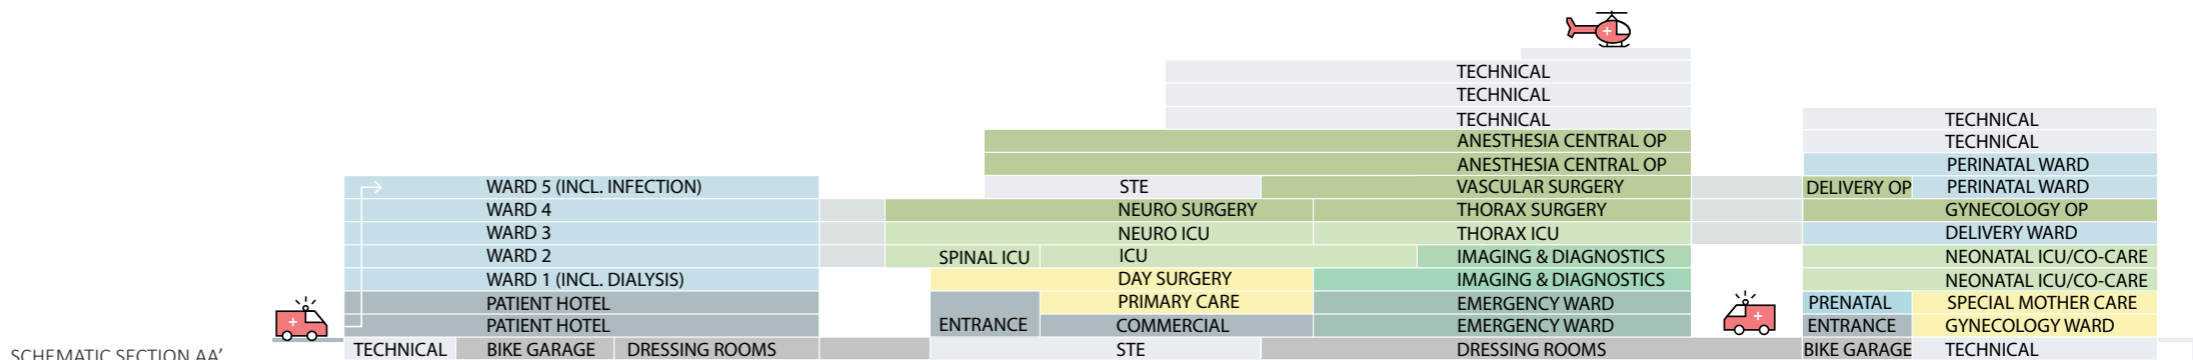 TECHNICAL
TECHNICAL
TECHNICAL TECHNICAL
ANESTHESIA CENTRAL OP TECHNICAL
ANESTHESIA CENTRAL OP PERINATAL WARD
WARD 5 (INCL. INFECTION) STE VASCULAR SURGERY DELIVERY OP PERINATAL WARD
WARD 4 NEURO SURGERY THORAX SURGERY GYNECOLOGY OP
WARD 3 NEURO ICU THORAX ICU DELIVERY WARD
WARD 2 SPINAL ICU ICU IMAGING & DIAGNOSTICS NEONATAL ICU/CO-CARE
WARD 1 (INCL. DIALYSIS) DAY SURGERY IMAGING & DIAGNOSTICS NEONATAL ICU/CO-CARE
PATIENT HOTEL PRIMARY CARE EMERGENCY WARD PRENATAL SPECIAL MOTHER CARE
PATIENT HOTEL ENTRANCE COMMERCIAL EMERGENCY WARD ENTRANCE GYNECOLOGY WARD
TECHNICAL BIKE GARAGE DRESSING ROOMS STE DRESSING ROOMS BIKE GARAGE TECHNICAL
SCHEMATIC SECTION AA'